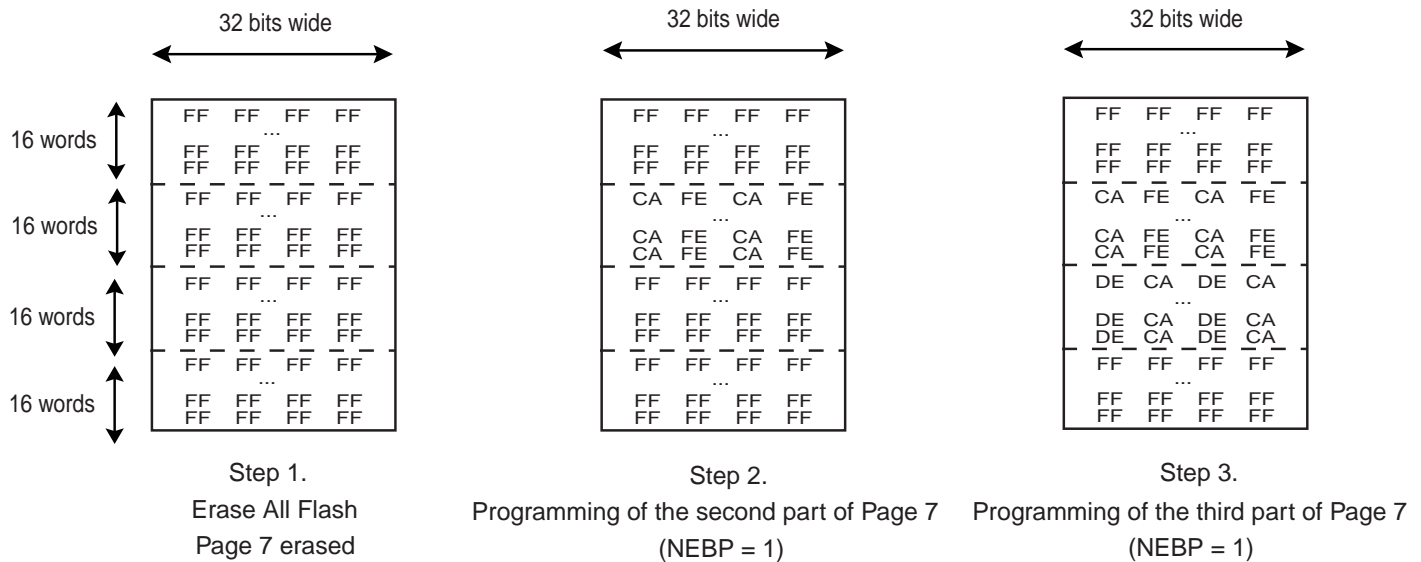 32 bits wide
32 bits wide
32 bits wide
16 words
16 words
16 words
16 words
FF FF FF FF
...
FF FF FF FF
FF FF FF FF
FF FF FF FF
...
FF FF FF FF
FF FF FF FF
FF FF FF FF
...
FF FF FF FF
FF FF FF FF
FF FF FF FF
...
FF FF FF FF
FF FF FF FF
Step 1.
Erase All Flash
Page 7 erased
FF FF FF FF
...
FF FF FF FF
FF FF FF FF
CA FE CA FE
...
CA FE CA FE
CA FE CA FE
FF FF FF FF
...
FF FF FF FF
FF FF FF FF
FF FF FF FF
...
FF FF FF FF
FF FF FF FF
Step 2.
Programming of the second part of Page 7
(NEBP = 1)
FF FF FF FF
...
FF FF FF FF
FF FF FF FF
CA FE CA FE
...
CA FE CA FE
CA FE CA FE
DE CA DE CA
...
DE CA DE CA
DE CA DE CA
FF FF FF FF
...
FF FF FF FF
FF FF FF FF
Step 3.
Programming of the third part of Page 7
(NEBP = 1)